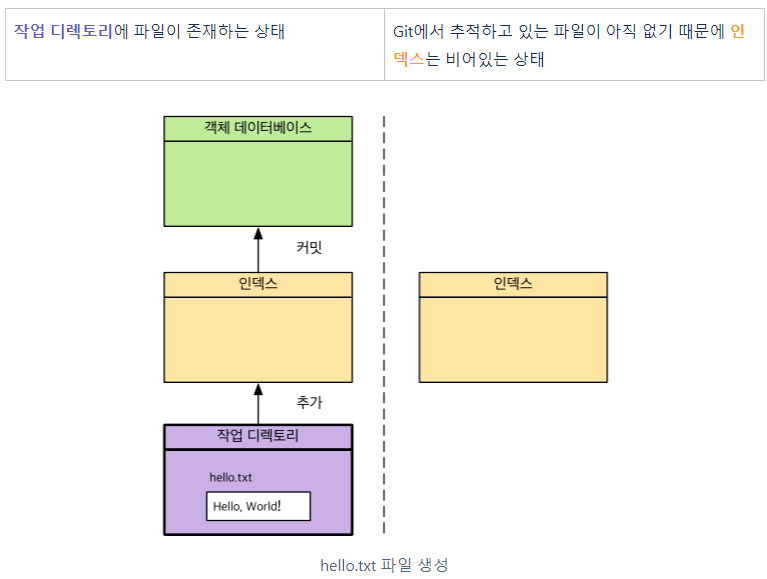 작업 디렉토리에 파일이 존재하는 상태
Git에서 추적하고 있는 파일이 아직 없기 때문에 인
덱스는 비어있는 상태
객체 데이터베이스
커밋
인덱스
인덱스
추가
작업 디렉토리
hello.txt
Hello, World!
hello.txt 파일 생성